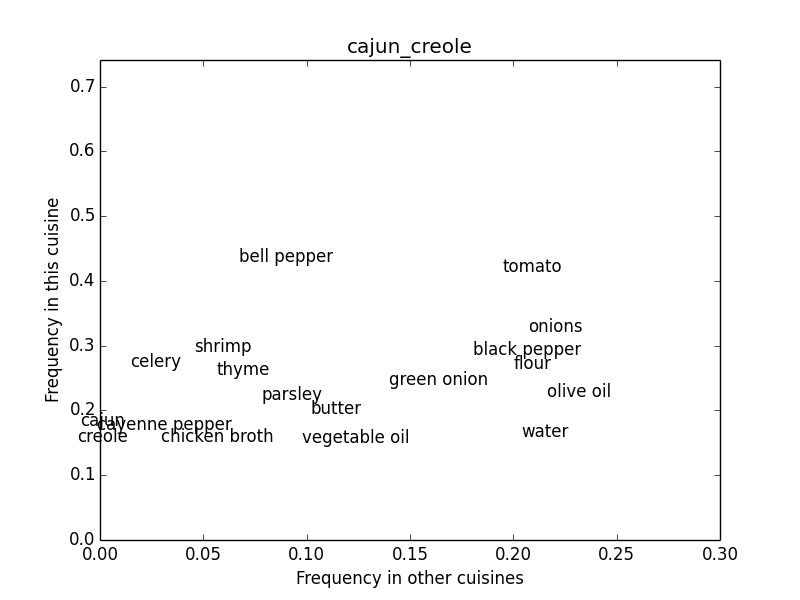 cajun_creole
Frequency in this cuisine
0.7
0.6
0.5
0.4
0.3
0.2
0.1
0.0
bell pepper
tomato
onions
shrimp
black pepper
celery
flour
thyme
green onion
olive oil
parsley
butter
cajun
cayenne pepper
water
creole
chicken broth
vegetable oil
0.00 0.05 0.10 0.15 0.20 0.25 0.30
Frequency in other cuisines